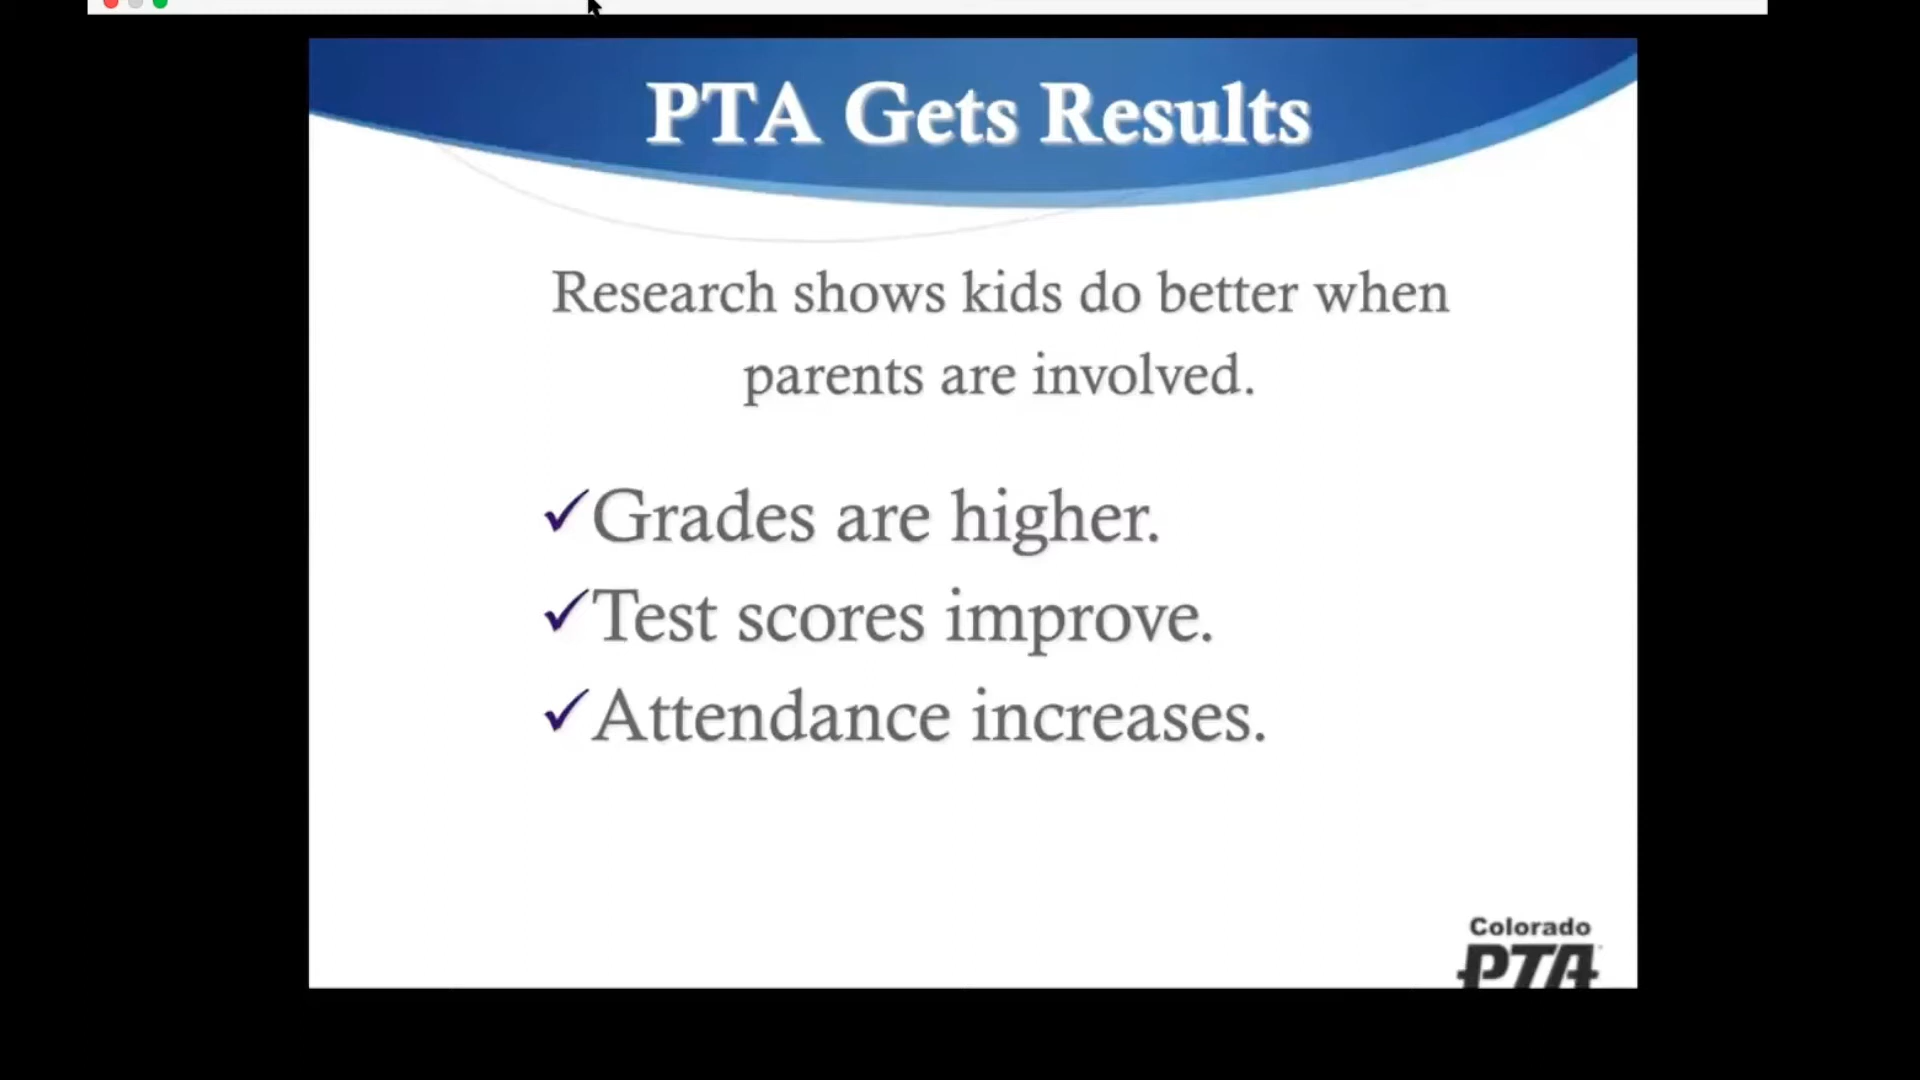 PTA Gets Results
Research shows kids do better when
parents are involved.
✓Grades are higher.
✓Test scores improve.
✓Attendance increases.
Colorado
PTA